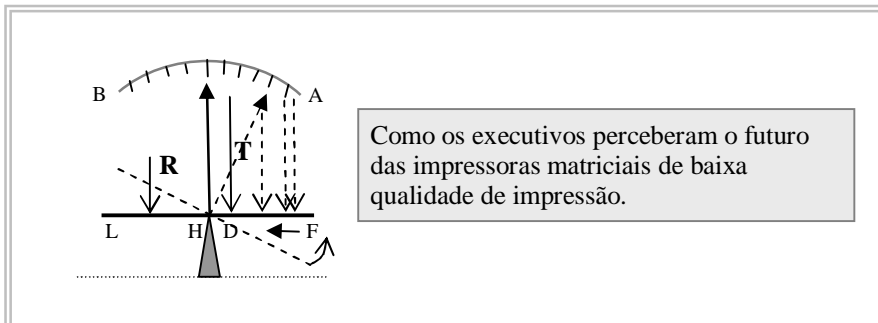 B
A
R
T
L
H
D
F
Como os executivos perceberam o futuro
das impressoras matriciais de baixa
qualidade de impressão.